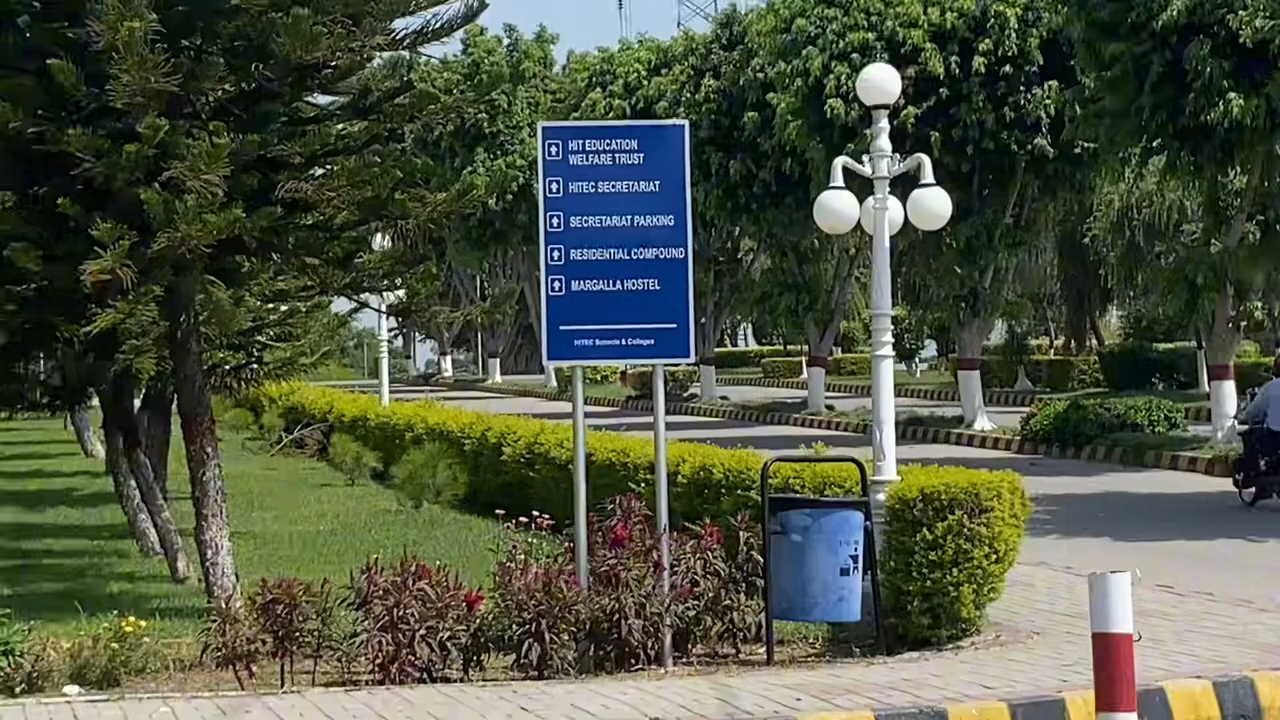 HIT EDUCATION
WELFARE TRUST
HITEC SECRETARIAT
SECRETARIAT PARKING
RESIDENTIAL COMPOUND
MARGALLA HOSTEL
HITEC Schools & Colleges